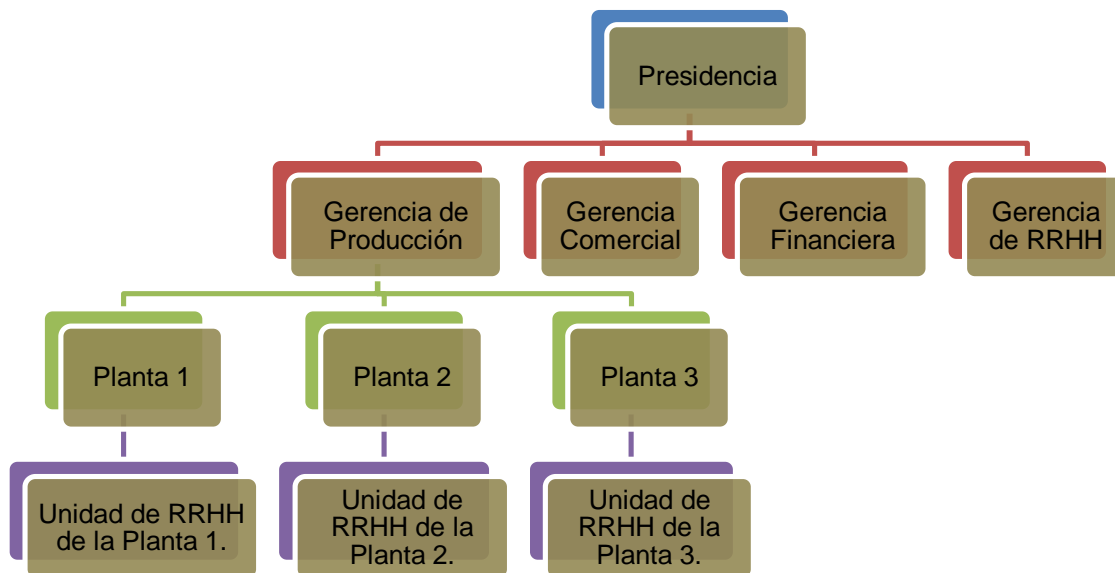 Presidencia
Gerencia de
Producción
Gerencia
Comercial
Gerencia
Financiera
Gerencia
de RRHH
Planta 1
Planta 2
Planta 3
Unidad de RRHH
de la Planta 1.
Unidad de
RRHH de la
Planta 2.
Unidad de
RRHH de la
Planta 3.